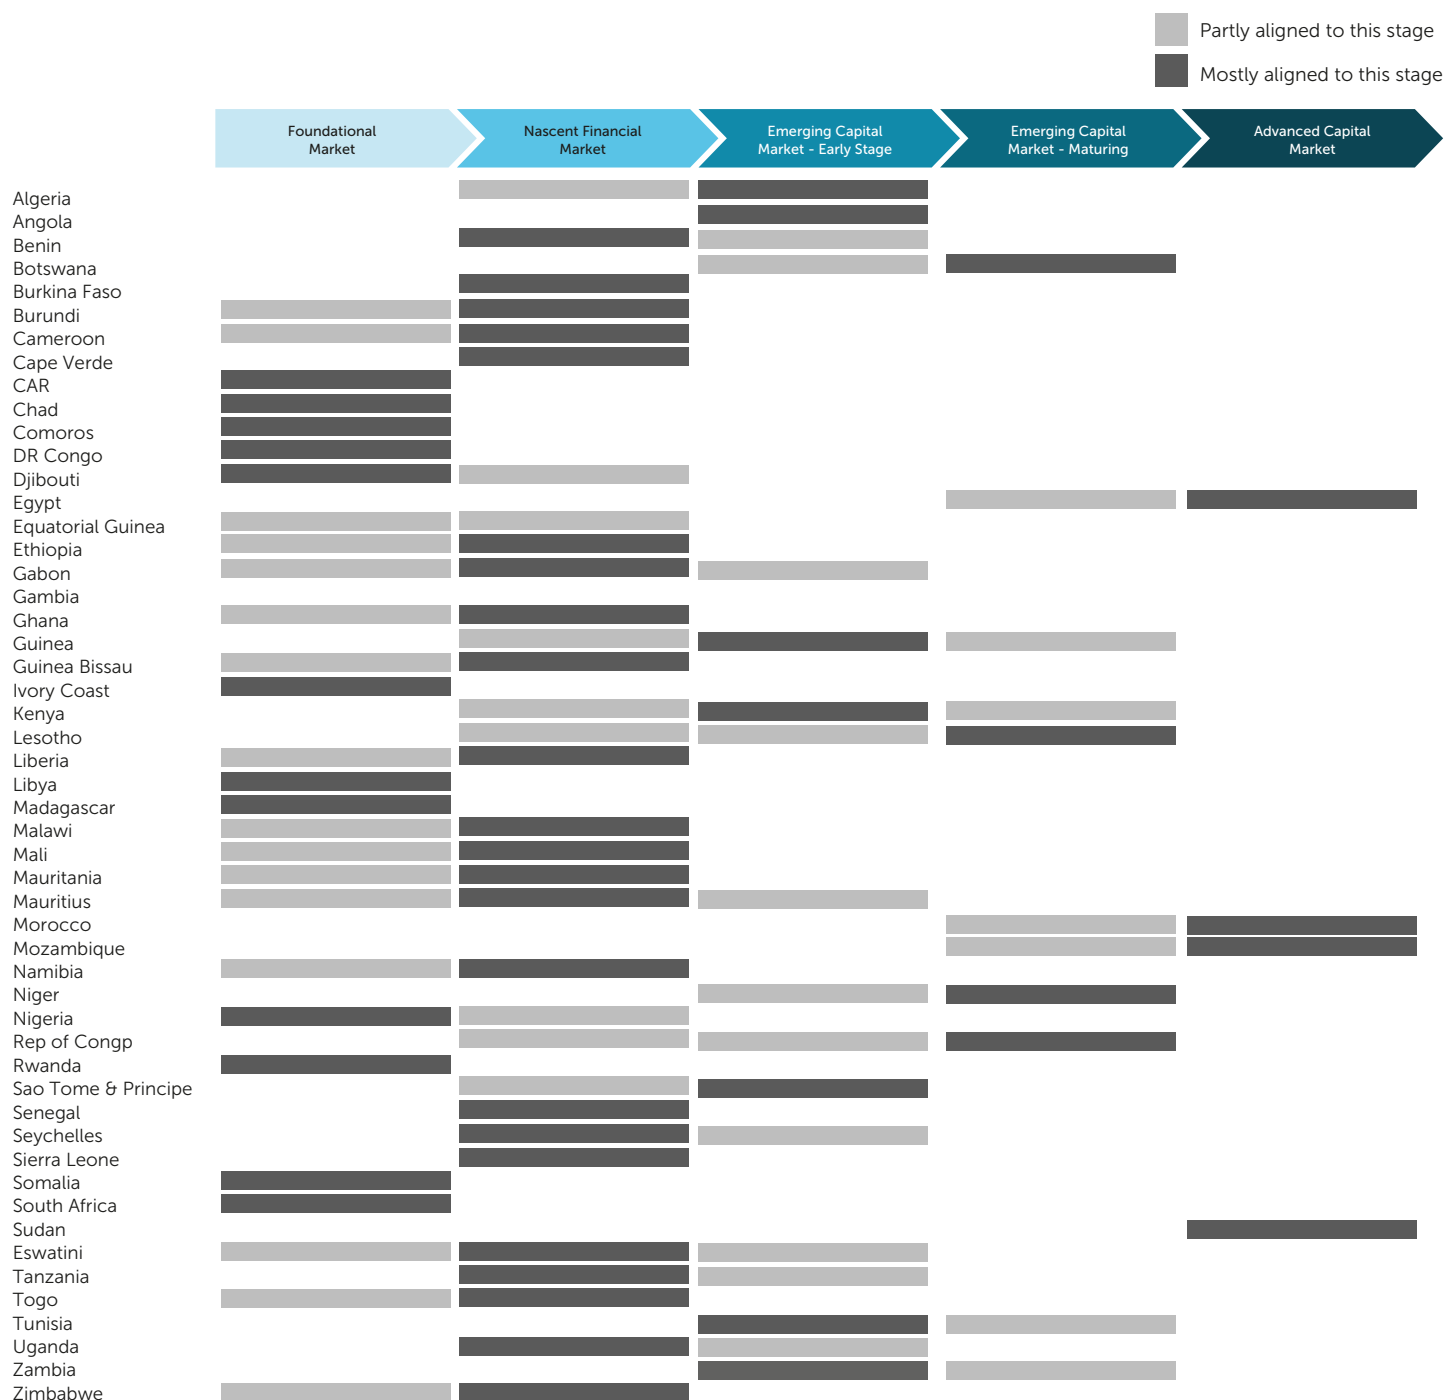 Partly aligned to this stage
Mostly aligned to this stage
Foundational
Market
Nascent Financial
Market
Emerging Capital
Market - Early Stage
Emerging Capital
Market - Maturing
Advanced Capital
Market
Algeria
Angola
Benin
Botswana
Burkina Faso
Burundi
Cameroon
Cape Verde
CAR
Chad
Comoros
DR Congo
Djibouti
Egypt
Equatorial Guinea
Ethiopia
Gabon
Gambia
Ghana
Guinea
Guinea Bissau
Ivory Coast
Kenya
Lesotho
Liberia
Libya
Madagascar
Malawi
Mali
Mauritania
Mauritius
Morocco
Mozambique
Namibia
Niger
Nigeria
Rep of Congp
Rwanda
Sao Tome & Principe
Senegal
Seychelles
Sierra Leone
Somalia
South Africa
Sudan
Eswatini
Tanzania
Togo
Tunisia
Uganda
Zambia
Zimbabwe